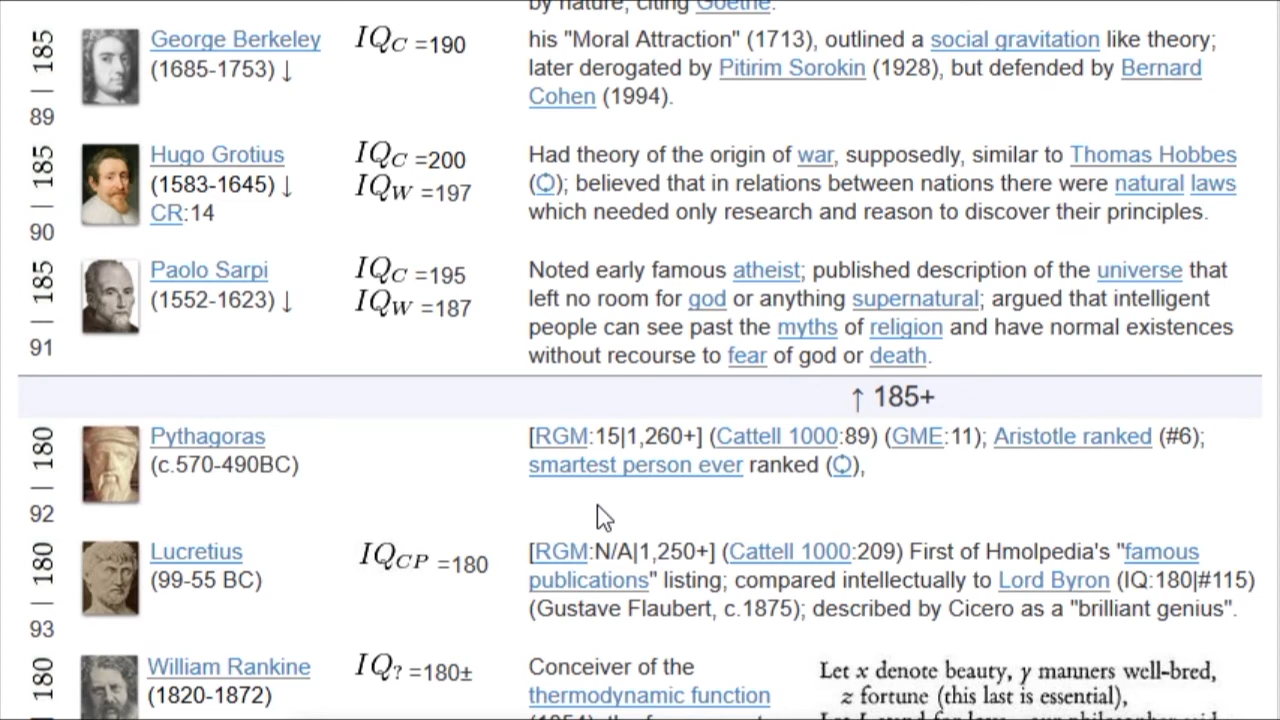 by nature, citing Goethe.
185 | 89
George Berkeley
(1685-1753) ↓
IQC =190
his "Moral Attraction" (1713), outlined a social gravitation like theory;
later derogated by Pitirim Sorokin (1928), but defended by Bernard
Cohen (1994).
185 | 90
Hugo Grotius
(1583-1645) ↓
CR:14
IQC =200
IQW =197
Had theory of the origin of war, supposedly, similar to Thomas Hobbes
(Ѻ); believed that in relations between nations there were natural laws
which needed only research and reason to discover their principles.
185 | 91
Paolo Sarpi
(1552-1623) ↓
IQC =195
IQW =187
Noted early famous atheist; published description of the universe that
left no room for god or anything supernatural; argued that intelligent
people can see past the myths of religion and have normal existences
without recourse to fear of god or death.
↑ 185+
180 | 92
Pythagoras
(c.570-490BC)
[RGM:15|1,260+] (Cattell 1000:89) (GME:11); Aristotle ranked (#6);
smartest person ever ranked (Ѻ),
180 | 93
Lucretius
(99-55 BC)
IQCP =180
[RGM:N/A|1,250+] (Cattell 1000:209) First of Hmolpedia's "famous
publications" listing; compared intellectually to Lord Byron (IQ:180|#115)
(Gustave Flaubert, c.1875); described by Cicero as a "brilliant genius".
180
William Rankine
(1820-1872)
IQ? =180±
Conceiver of the
thermodynamic function
Let x denote beauty, y manners well-bred,
z fortune (this last is essential),